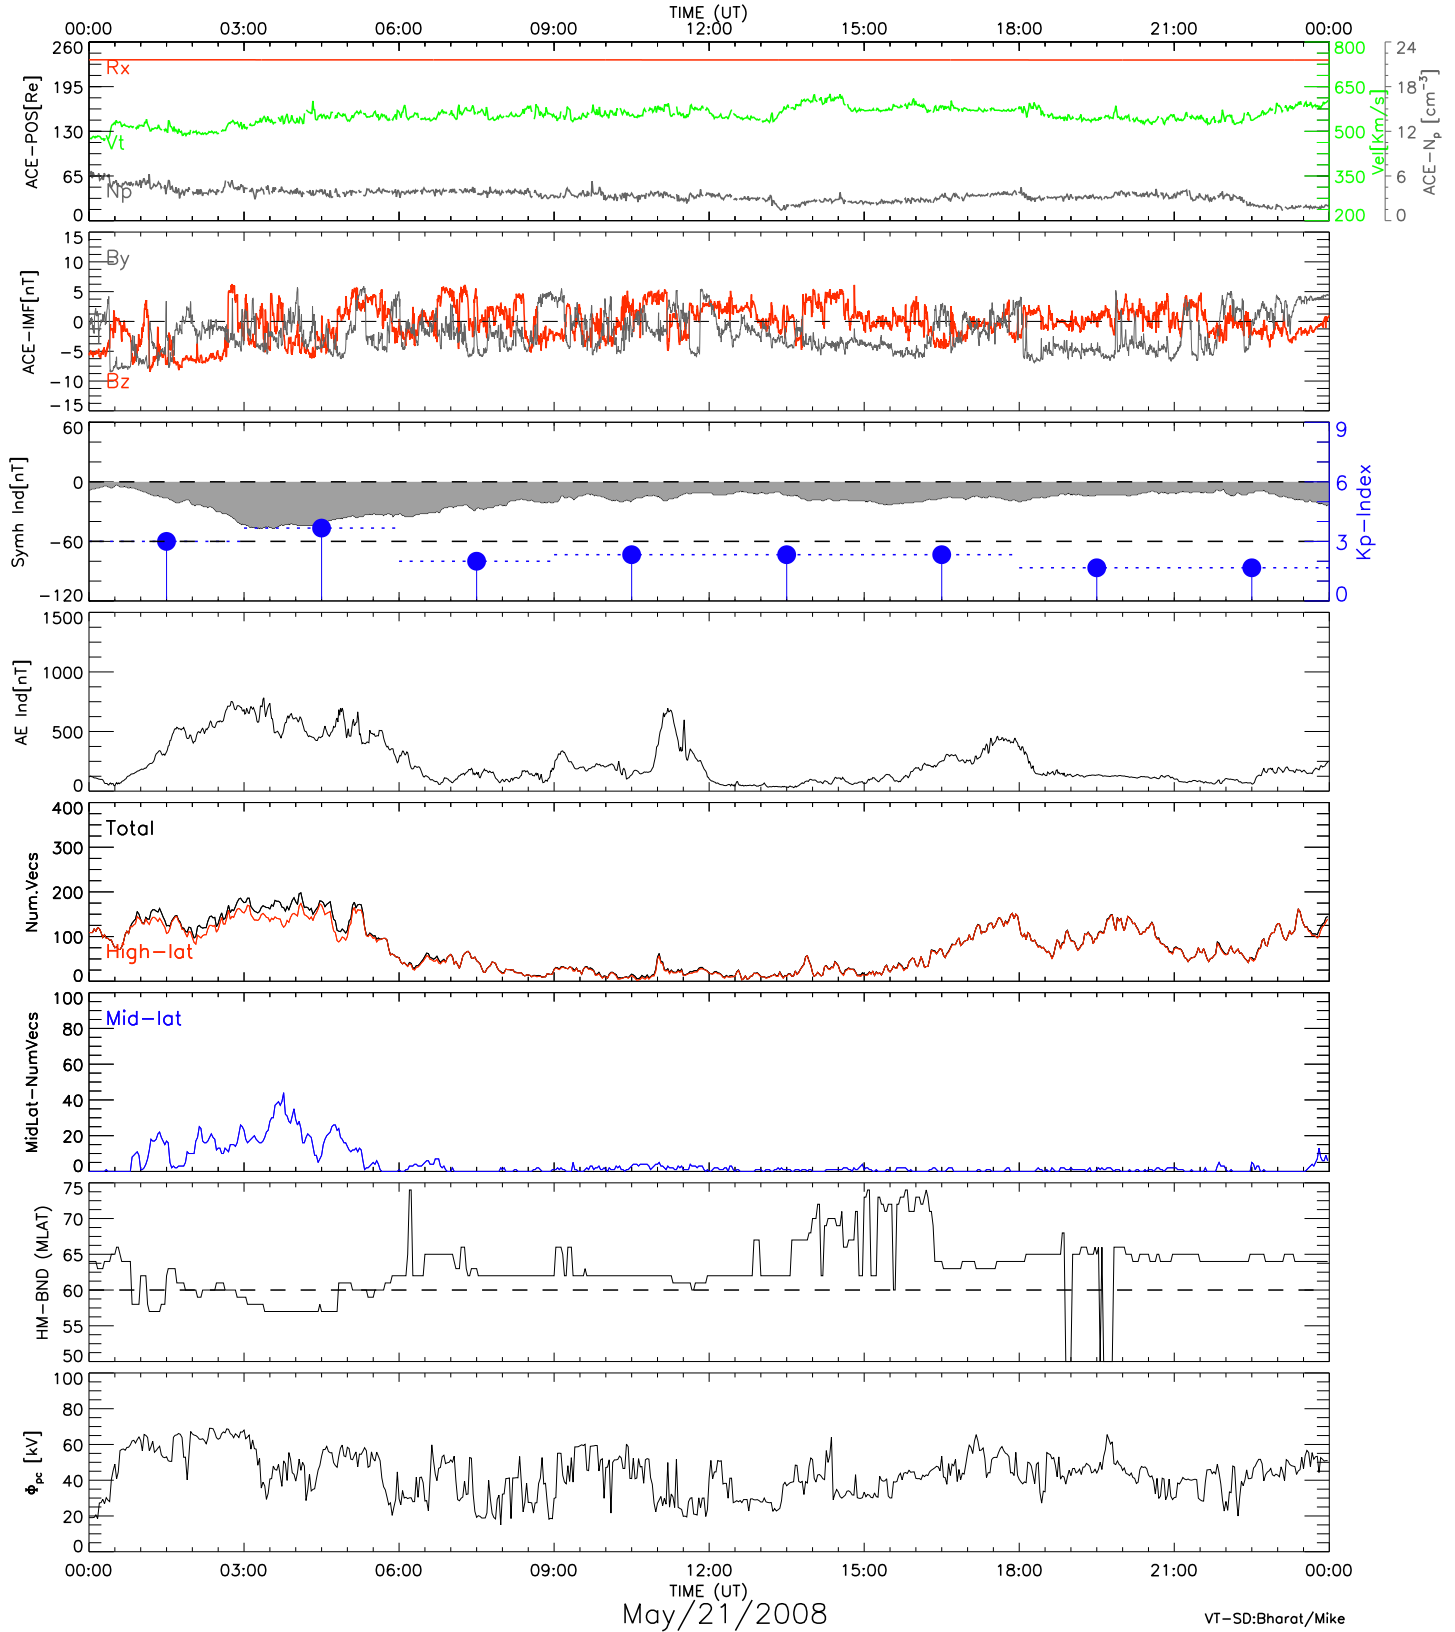 TIME (UT)
00:00 03:00 06:00 09:00 12:00 15:00 18:00 21:00 00:00
260 195 130 65 0
ACE-POS[Re]
Rx
Vt
Np
800 650 500 350 200
Vel[Km/s]
24 18 12 6 0
ACE-Np [cm-3]
15 10 5 0 -5 -10 -15
ACE-IMF[nT]
By
Bz
60 0 -60 -120
Symh Ind[nT]
9 6 3 0
Kp-Index
1500 1000 500 0
AE Ind[nT]
400 300 200 100 0
Num.Vecs
Total
High-lat
100 80 60 40 20 0
MidLat-NumVecs
Mid-lat
75 70 65 60 55 50
HM-BND (MLAT)
100 80 60 40 20 0
Φpc [kV]
00:00 03:00 06:00 09:00 12:00 15:00 18:00 21:00 00:00
TIME (UT)
May/21/2008
VT-SD:Bharat/Mike